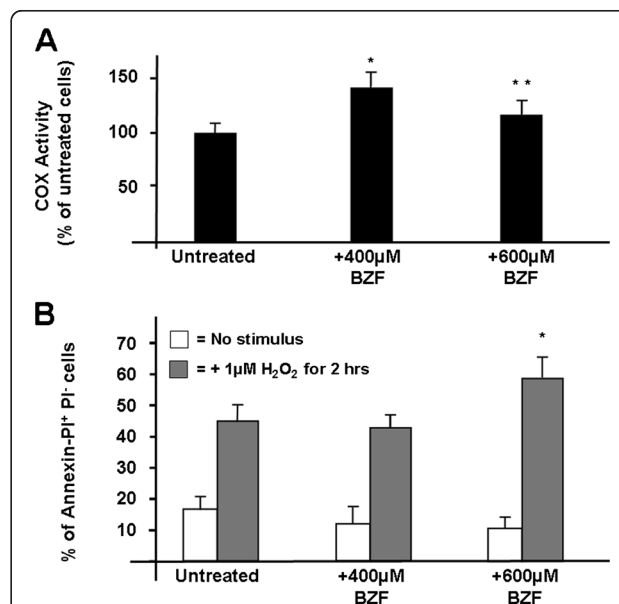 A
COX Activity
(% of untreated cells)
150
100
50
*
* *
Untreated
+400µM
BZF
+600µM
BZF
B
% of Annexin-PI⁺ PI⁻ cells
70
60
50
40
30
20
10
= No stimulus
= + 1µM H₂O₂ for 2 hrs
*
Untreated
+400µM
BZF
+600µM
BZF